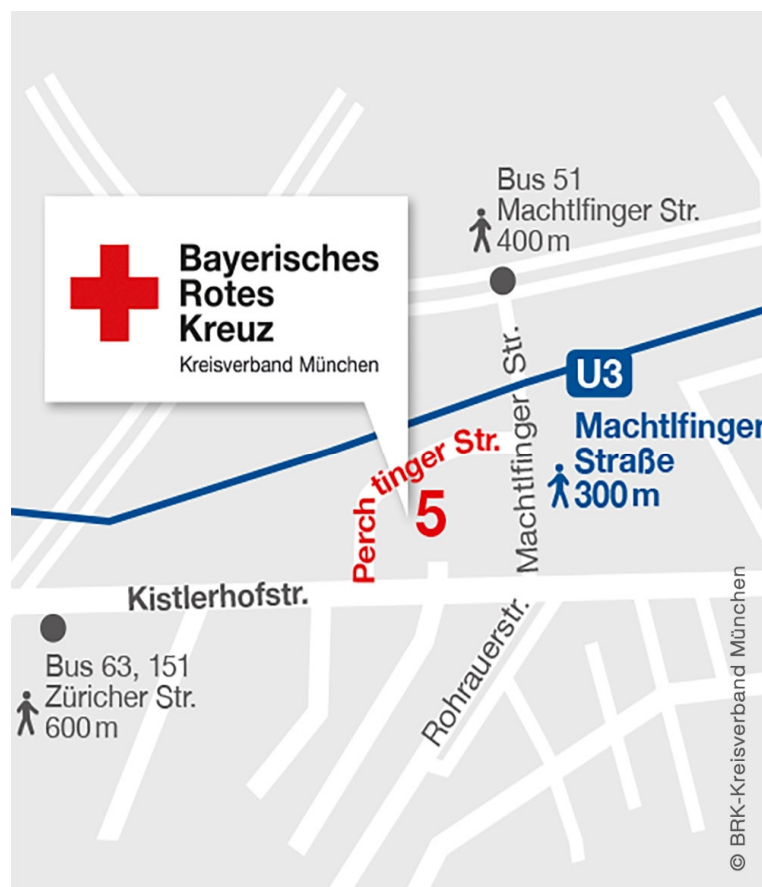 Bus 51
Machtlfinger Str.
400 m
Bayerisches
Rotes
Kreuz
Kreisverband München
U3
Machtlfinger
Straße
300 m
Machtlfinger Str.
Perchtinger Str.
5
Kistlerhofstr.
Rohrauerstr.
Bus 63, 151
Züricher Str.
600 m
© BRK-Kreisverband München